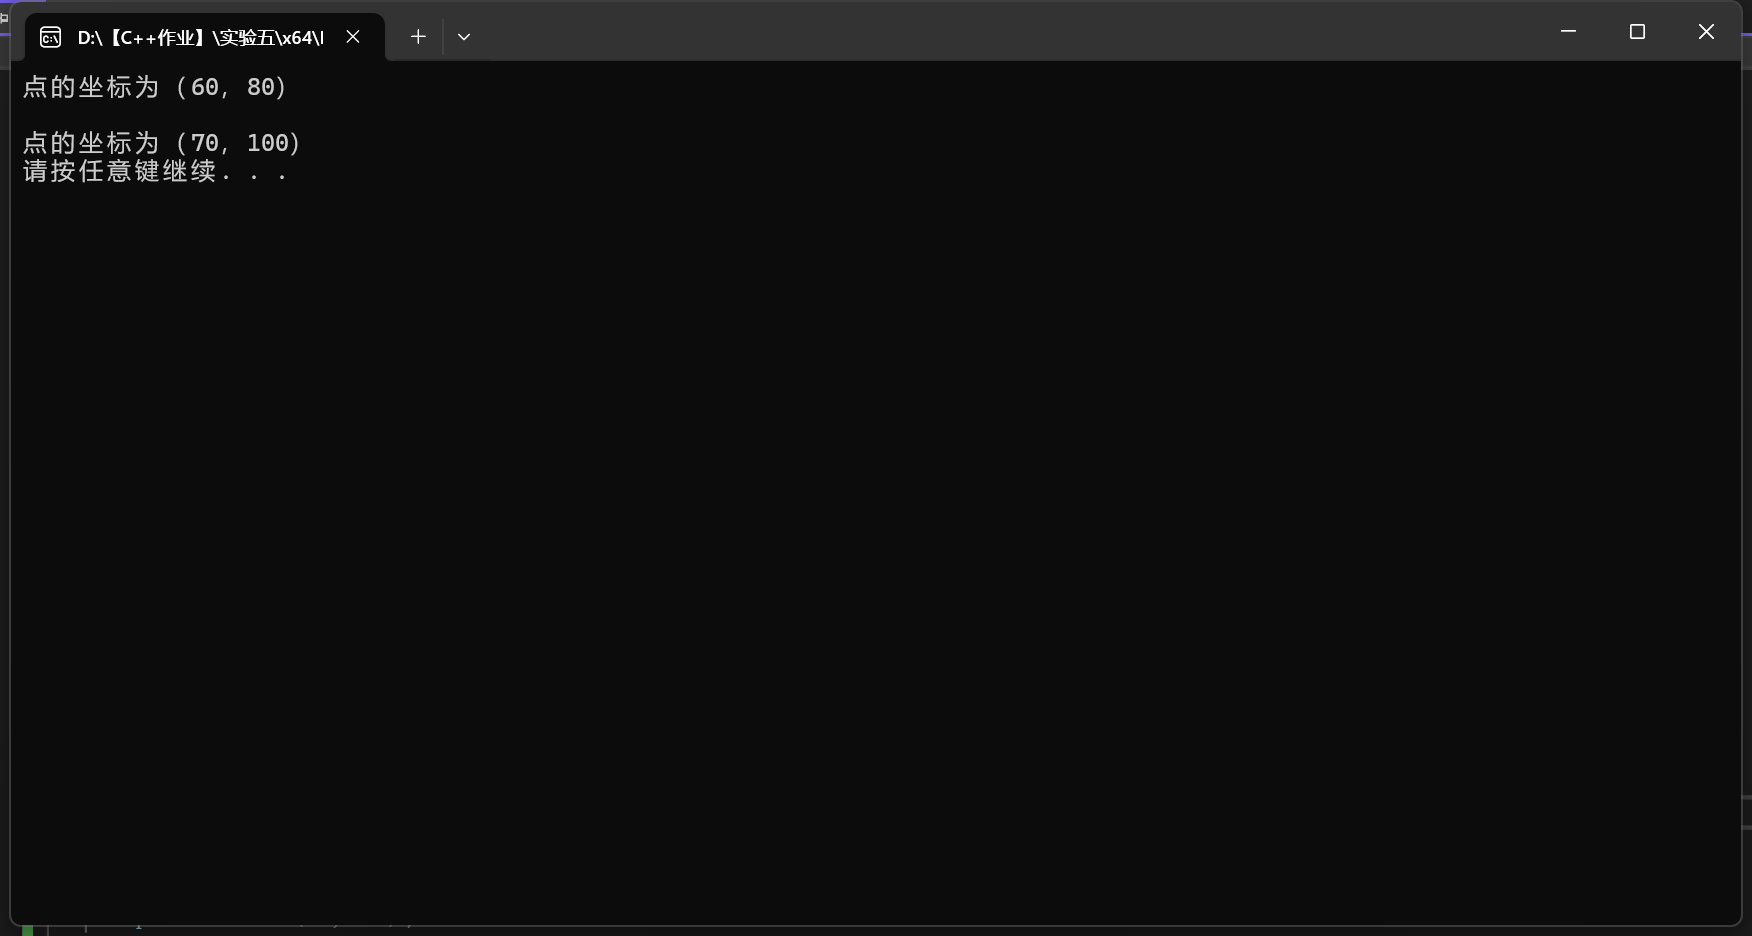 D:\【C++作业】\实验五\x64\I
点的坐标为（60，80）
点的坐标为（70，100）
请按任意键继续. . .